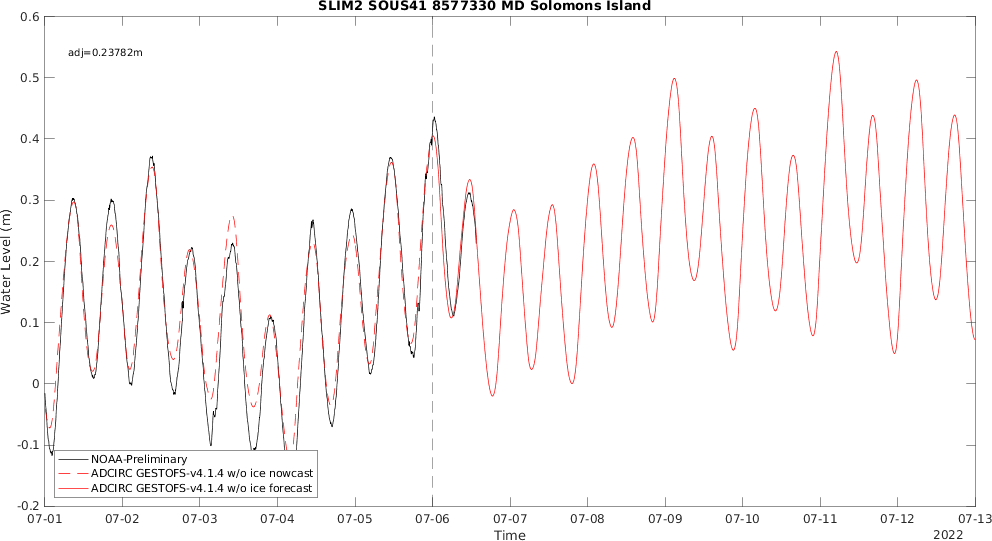 SLIM2 SOUS41 8577330 MD Solomons Island
adj=0.23782m
Water Level (m)
0.6
0.5
0.4
0.3
0.2
0.1
0
-0.1
-0.2
NOAA-Preliminary
ADCIRC GESTOFS-v4.1.4 w/o ice nowcast
ADCIRC GESTOFS-v4.1.4 w/o ice forecast
07-01 07-02 07-03 07-04 07-05 07-06 07-07 07-08 07-09 07-10 07-11 07-12 07-13
Time
2022